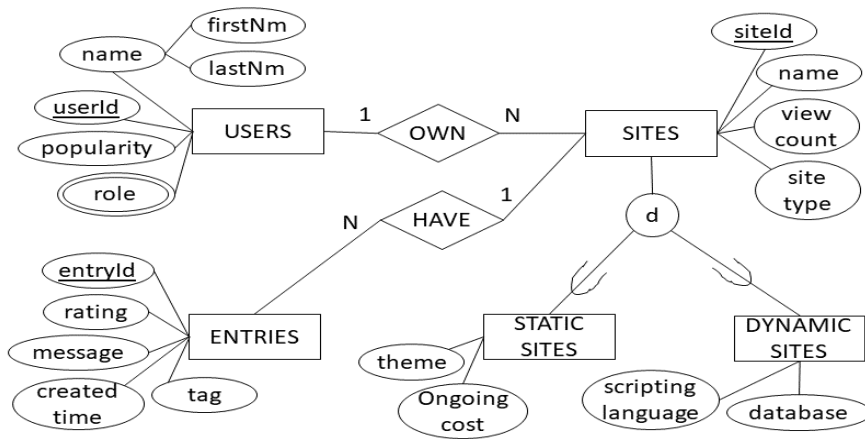 firstNm
name
lastNm
userId
popularity
role
USERS
1
OWN
N
SITES
siteId
name
view
count
site
type
d
HAVE
1
N
entryId
rating
message
created
time
tag
ENTRIES
STATIC
SITES
theme
Ongoing
cost
DYNAMIC
SITES
scripting
language
database